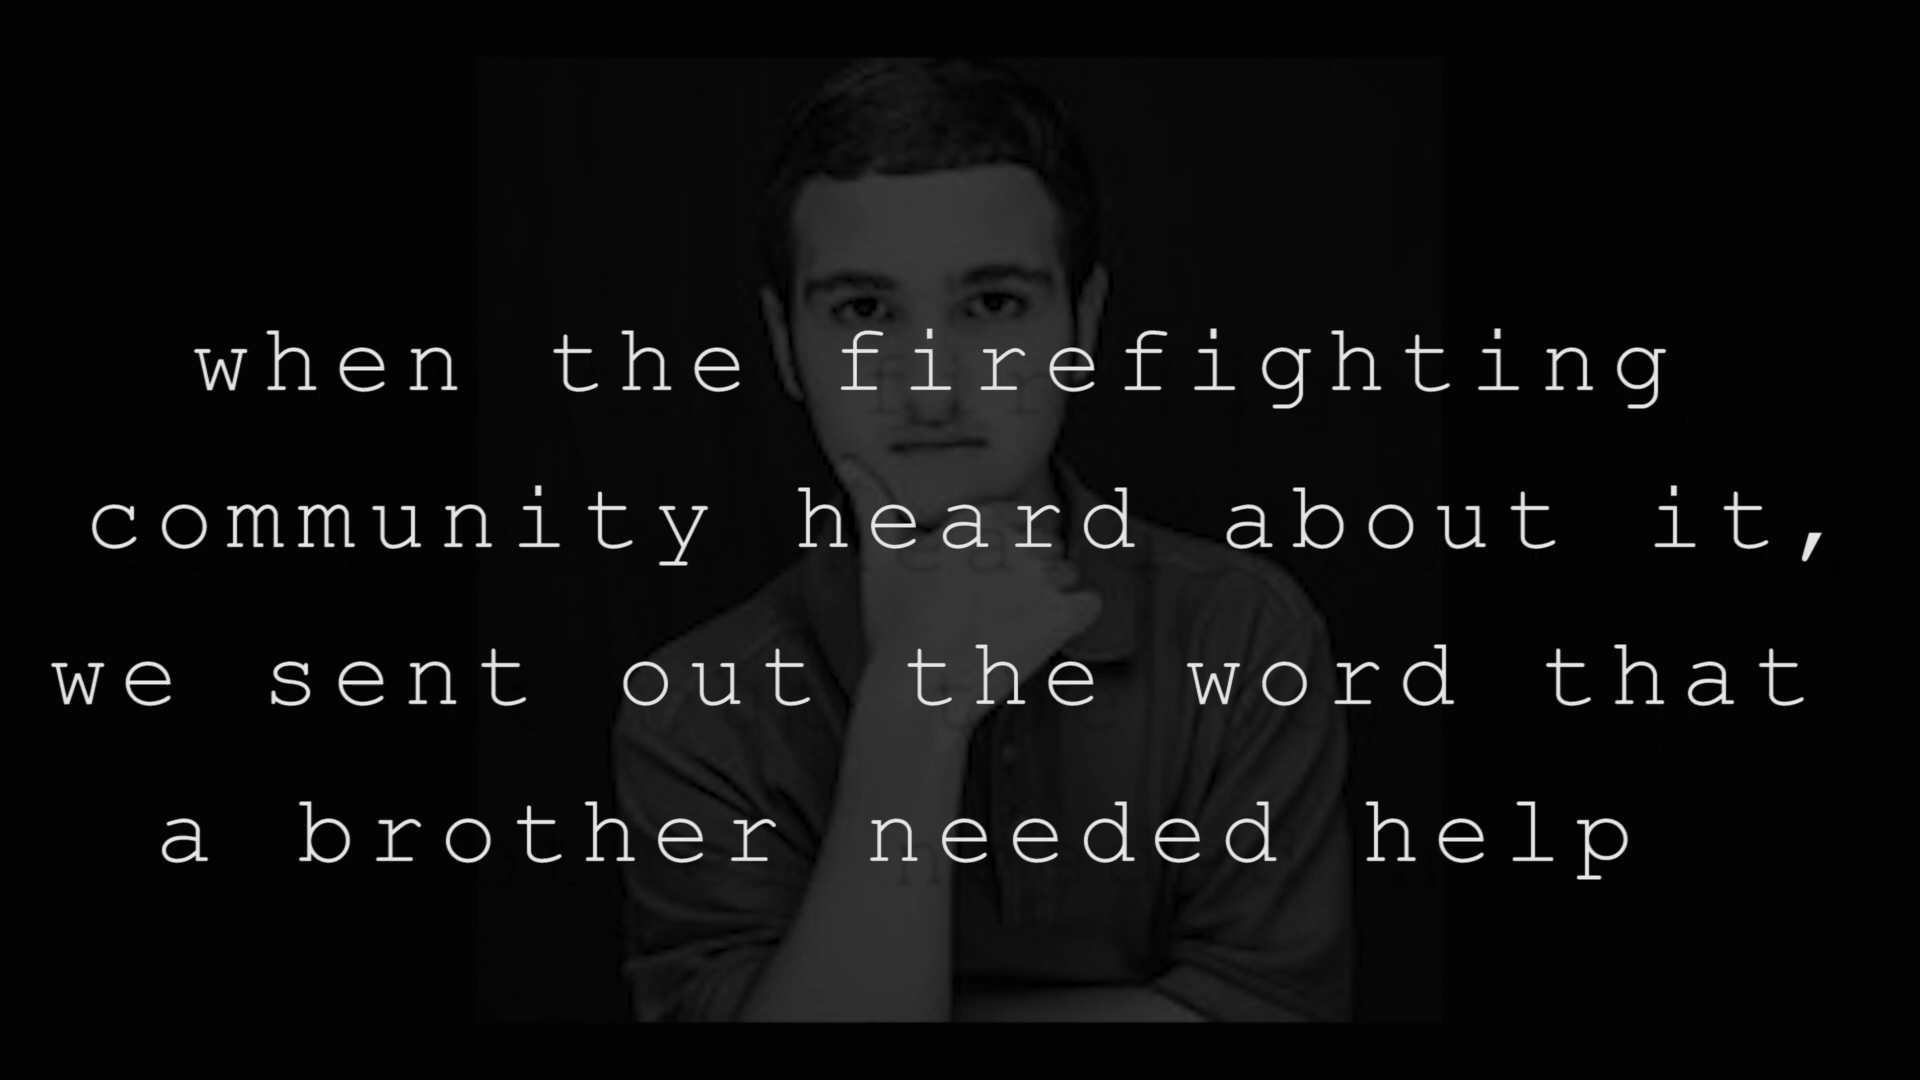 when the firefighting
community heard about it,
we sent out the word that
a brother needed help